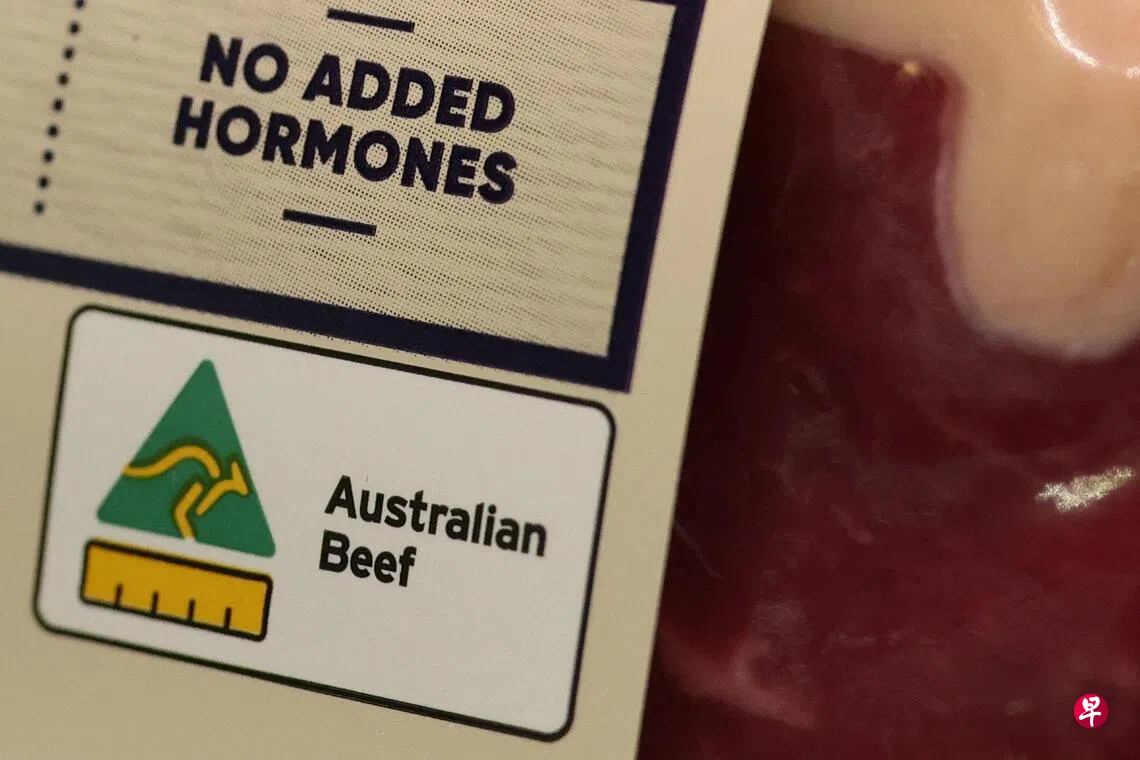 NO ADDED
HORMONES
Australian
Beef
早